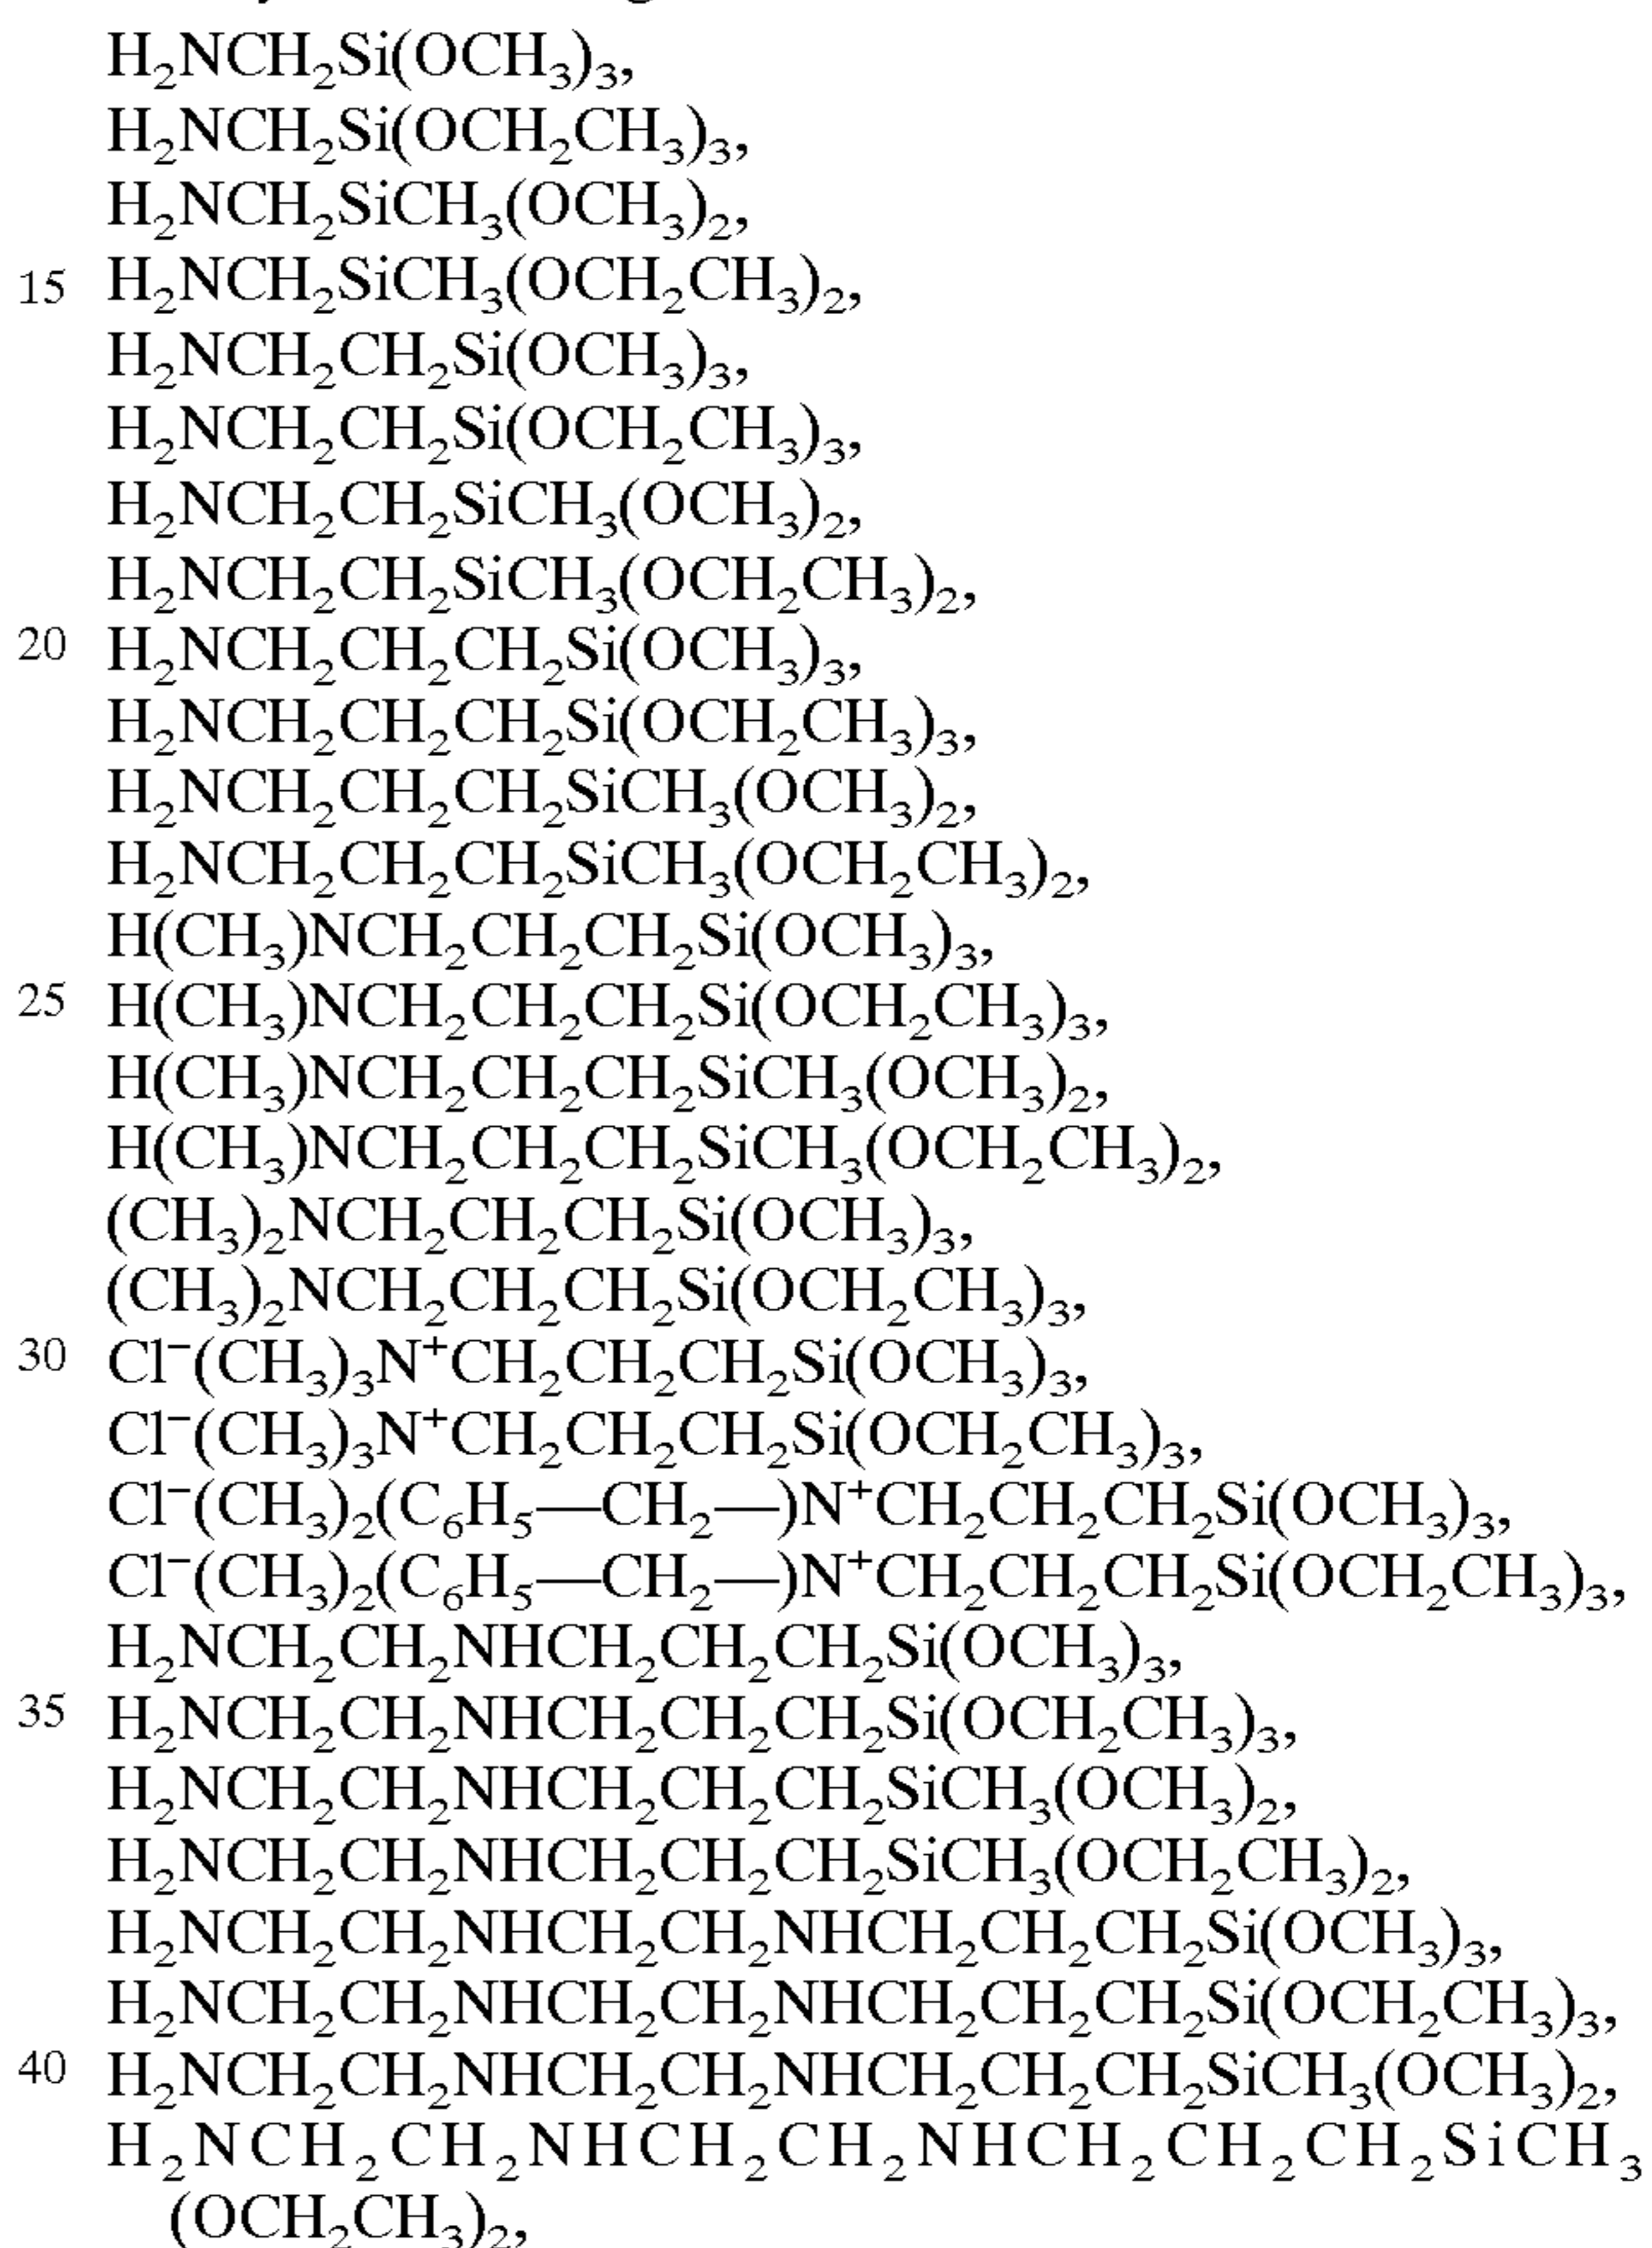 H₂NCH₂Si(OCH₃)₃,
H₂NCH₂Si(OCH₂CH₃)₃,
H₂NCH₂SiCH₃(OCH₃)₂,
15 H₂NCH₂SiCH₃(OCH₂CH₃)₂,
H₂NCH₂CH₂Si(OCH₃)₃,
H₂NCH₂CH₂Si(OCH₂CH₃)₃,
H₂NCH₂CH₂SiCH₃(OCH₃)₂,
H₂NCH₂CH₂SiCH₃(OCH₂CH₃)₂,
20 H₂NCH₂CH₂CH₂Si(OCH₃)₃,
H₂NCH₂CH₂CH₂Si(OCH₂CH₃)₃,
H₂NCH₂CH₂CH₂SiCH₃(OCH₃)₂,
H₂NCH₂CH₂CH₂SiCH₃(OCH₂CH₃)₂,
H(CH₃)NCH₂CH₂CH₂Si(OCH₃)₃,
25 H(CH₃)NCH₂CH₂CH₂Si(OCH₂CH₃)₃,
H(CH₃)NCH₂CH₂CH₂SiCH₃(OCH₃)₂,
H(CH₃)NCH₂CH₂CH₂SiCH₃(OCH₂CH₃)₂,
(CH₃)₂NCH₂CH₂CH₂Si(OCH₃)₃,
(CH₃)₂NCH₂CH₂CH₂Si(OCH₂CH₃)₃,
30 Cl⁻(CH₃)₃N⁺CH₂CH₂CH₂Si(OCH₃)₃,
Cl⁻(CH₃)₃N⁺CH₂CH₂CH₂Si(OCH₂CH₃)₃,
Cl⁻(CH₃)₂(C₆H₅—CH₂—)N⁺CH₂CH₂CH₂Si(OCH₃)₃,
Cl⁻(CH₃)₂(C₆H₅—CH₂—)N⁺CH₂CH₂CH₂Si(OCH₂CH₃)₃,
H₂NCH₂CH₂NHCH₂CH₂CH₂Si(OCH₃)₃,
35 H₂NCH₂CH₂NHCH₂CH₂CH₂Si(OCH₂CH₃)₃,
H₂NCH₂CH₂NHCH₂CH₂CH₂SiCH₃(OCH₃)₂,
H₂NCH₂CH₂NHCH₂CH₂CH₂SiCH₃(OCH₂CH₃)₂,
H₂NCH₂CH₂NHCH₂CH₂NHCH₂CH₂CH₂Si(OCH₃)₃,
H₂NCH₂CH₂NHCH₂CH₂NHCH₂CH₂CH₂Si(OCH₂CH₃)₃,
40 H₂NCH₂CH₂NHCH₂CH₂NHCH₂CH₂CH₂SiCH₃(OCH₃)₂,
H₂NCH₂CH₂NHCH₂CH₂NHCH₂CH₂CH₂SiCH₃
(OCH₂CH₃)₂,